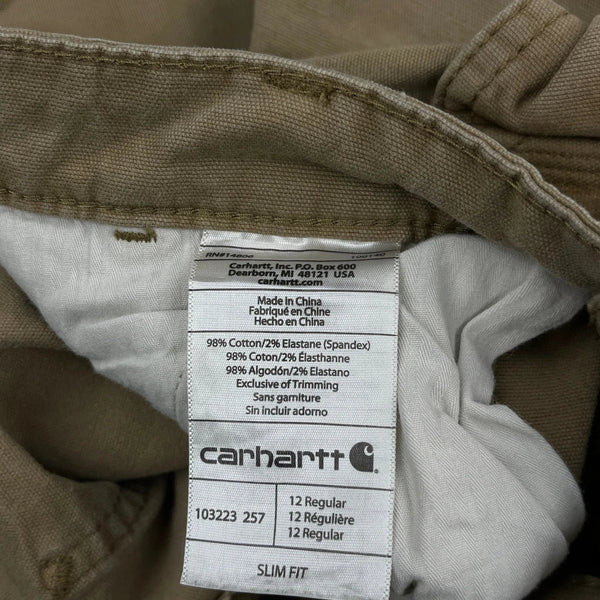 Carhartt, Inc. P.O. Box 600
Dearborn, MI 48121 USA
carhartt.com
Made in China
Fabriqué en Chine
Hecho en China
98% Cotton/2% Elastane (Spandex)
98% Coton/2% Élasthanne
98% Algodón/2% Elastano
Exclusive of Trimming
Sans garniture
Sin incluir adorno
carhartt
103223 257
12 Regular
12 Régulière
12 Regular
SLIM FIT